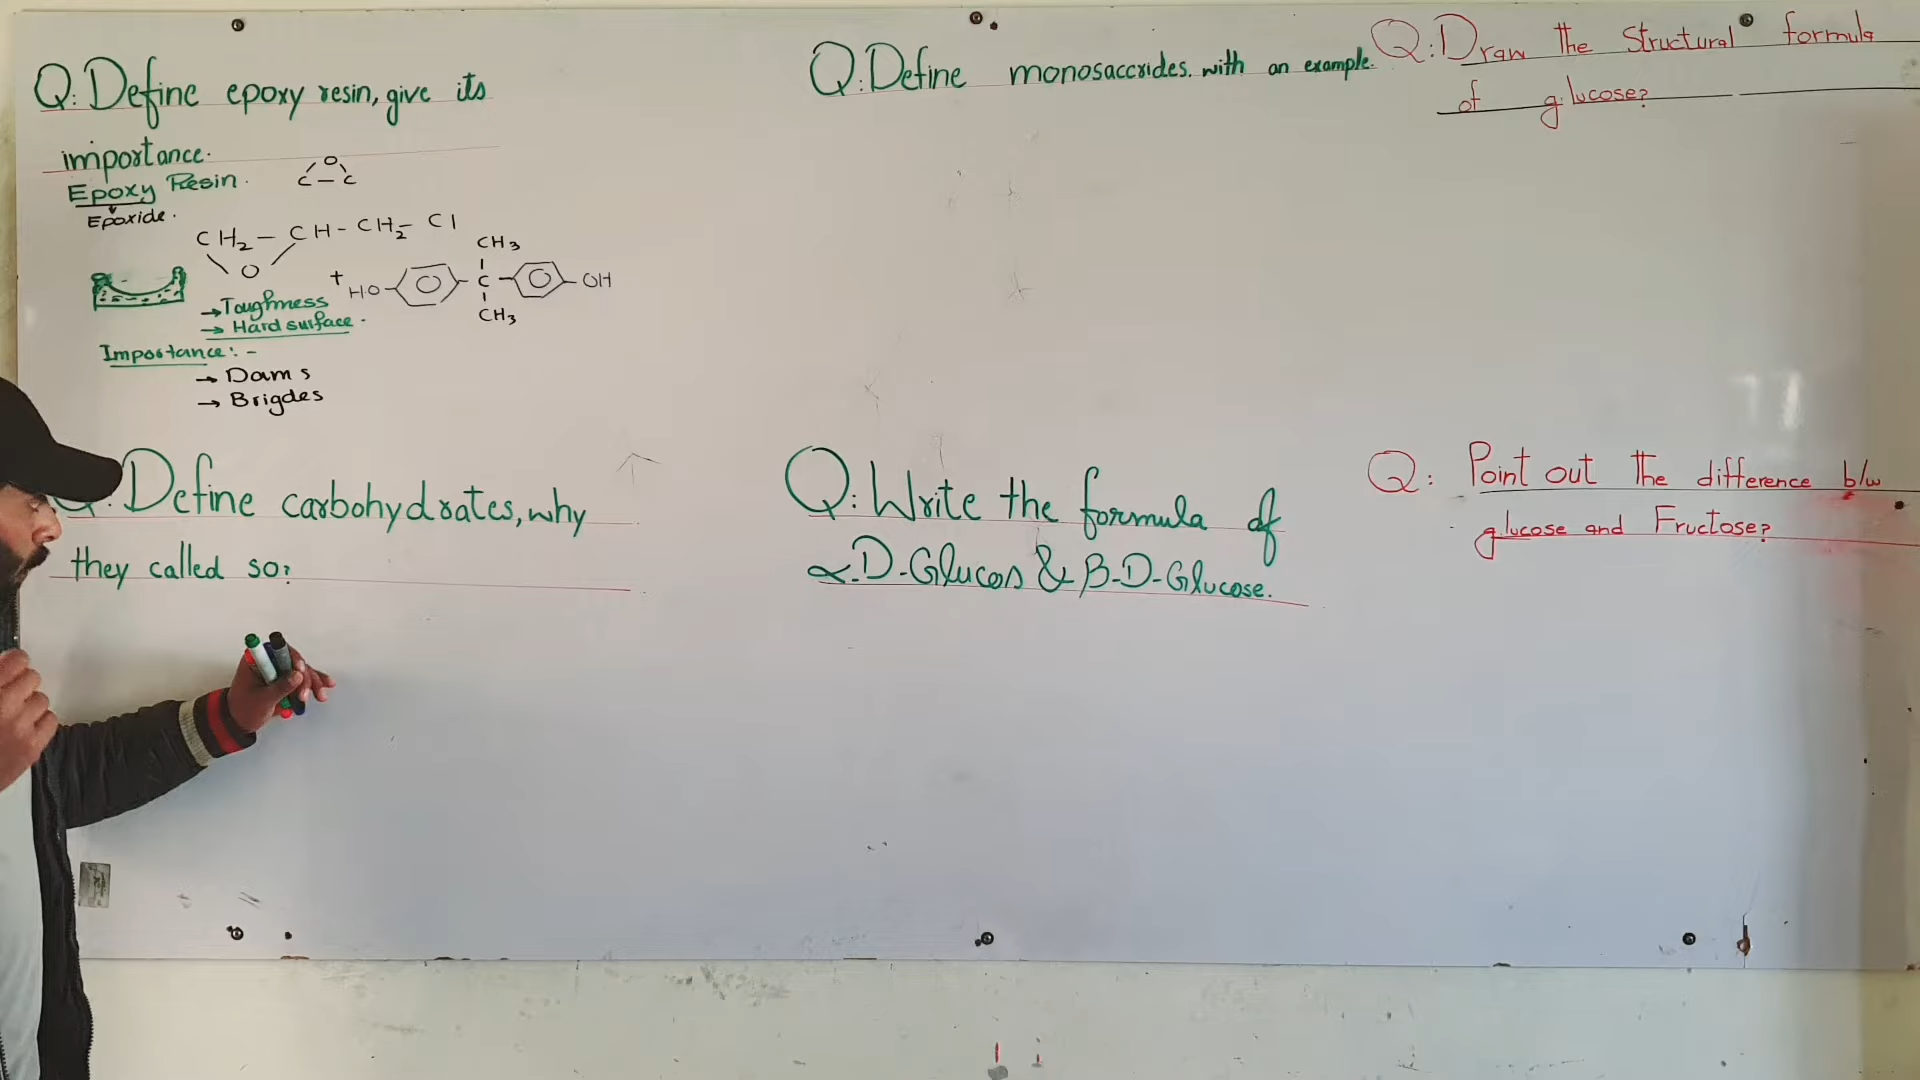 Q: Define epoxy resin, give its
importance.
Epoxy Resin.
Epoxide.
O
C - C
CH2 - CH - CH2 - Cl
O
+
CH3
HO - C - OH
CH3
→ Toughness
→ Hard surface.
Importance: -
→ Dams
→ Brigdes
Q: Define carbohydrates, why
they called so?
Q: Define monosaccrides. with an example.
Q: Write the formula of
α-D-Glucos & β-D-Glucose.
Q: Draw the Structural formula
of glucose?
Q: Point out the difference b/w
glucose and Fructose?